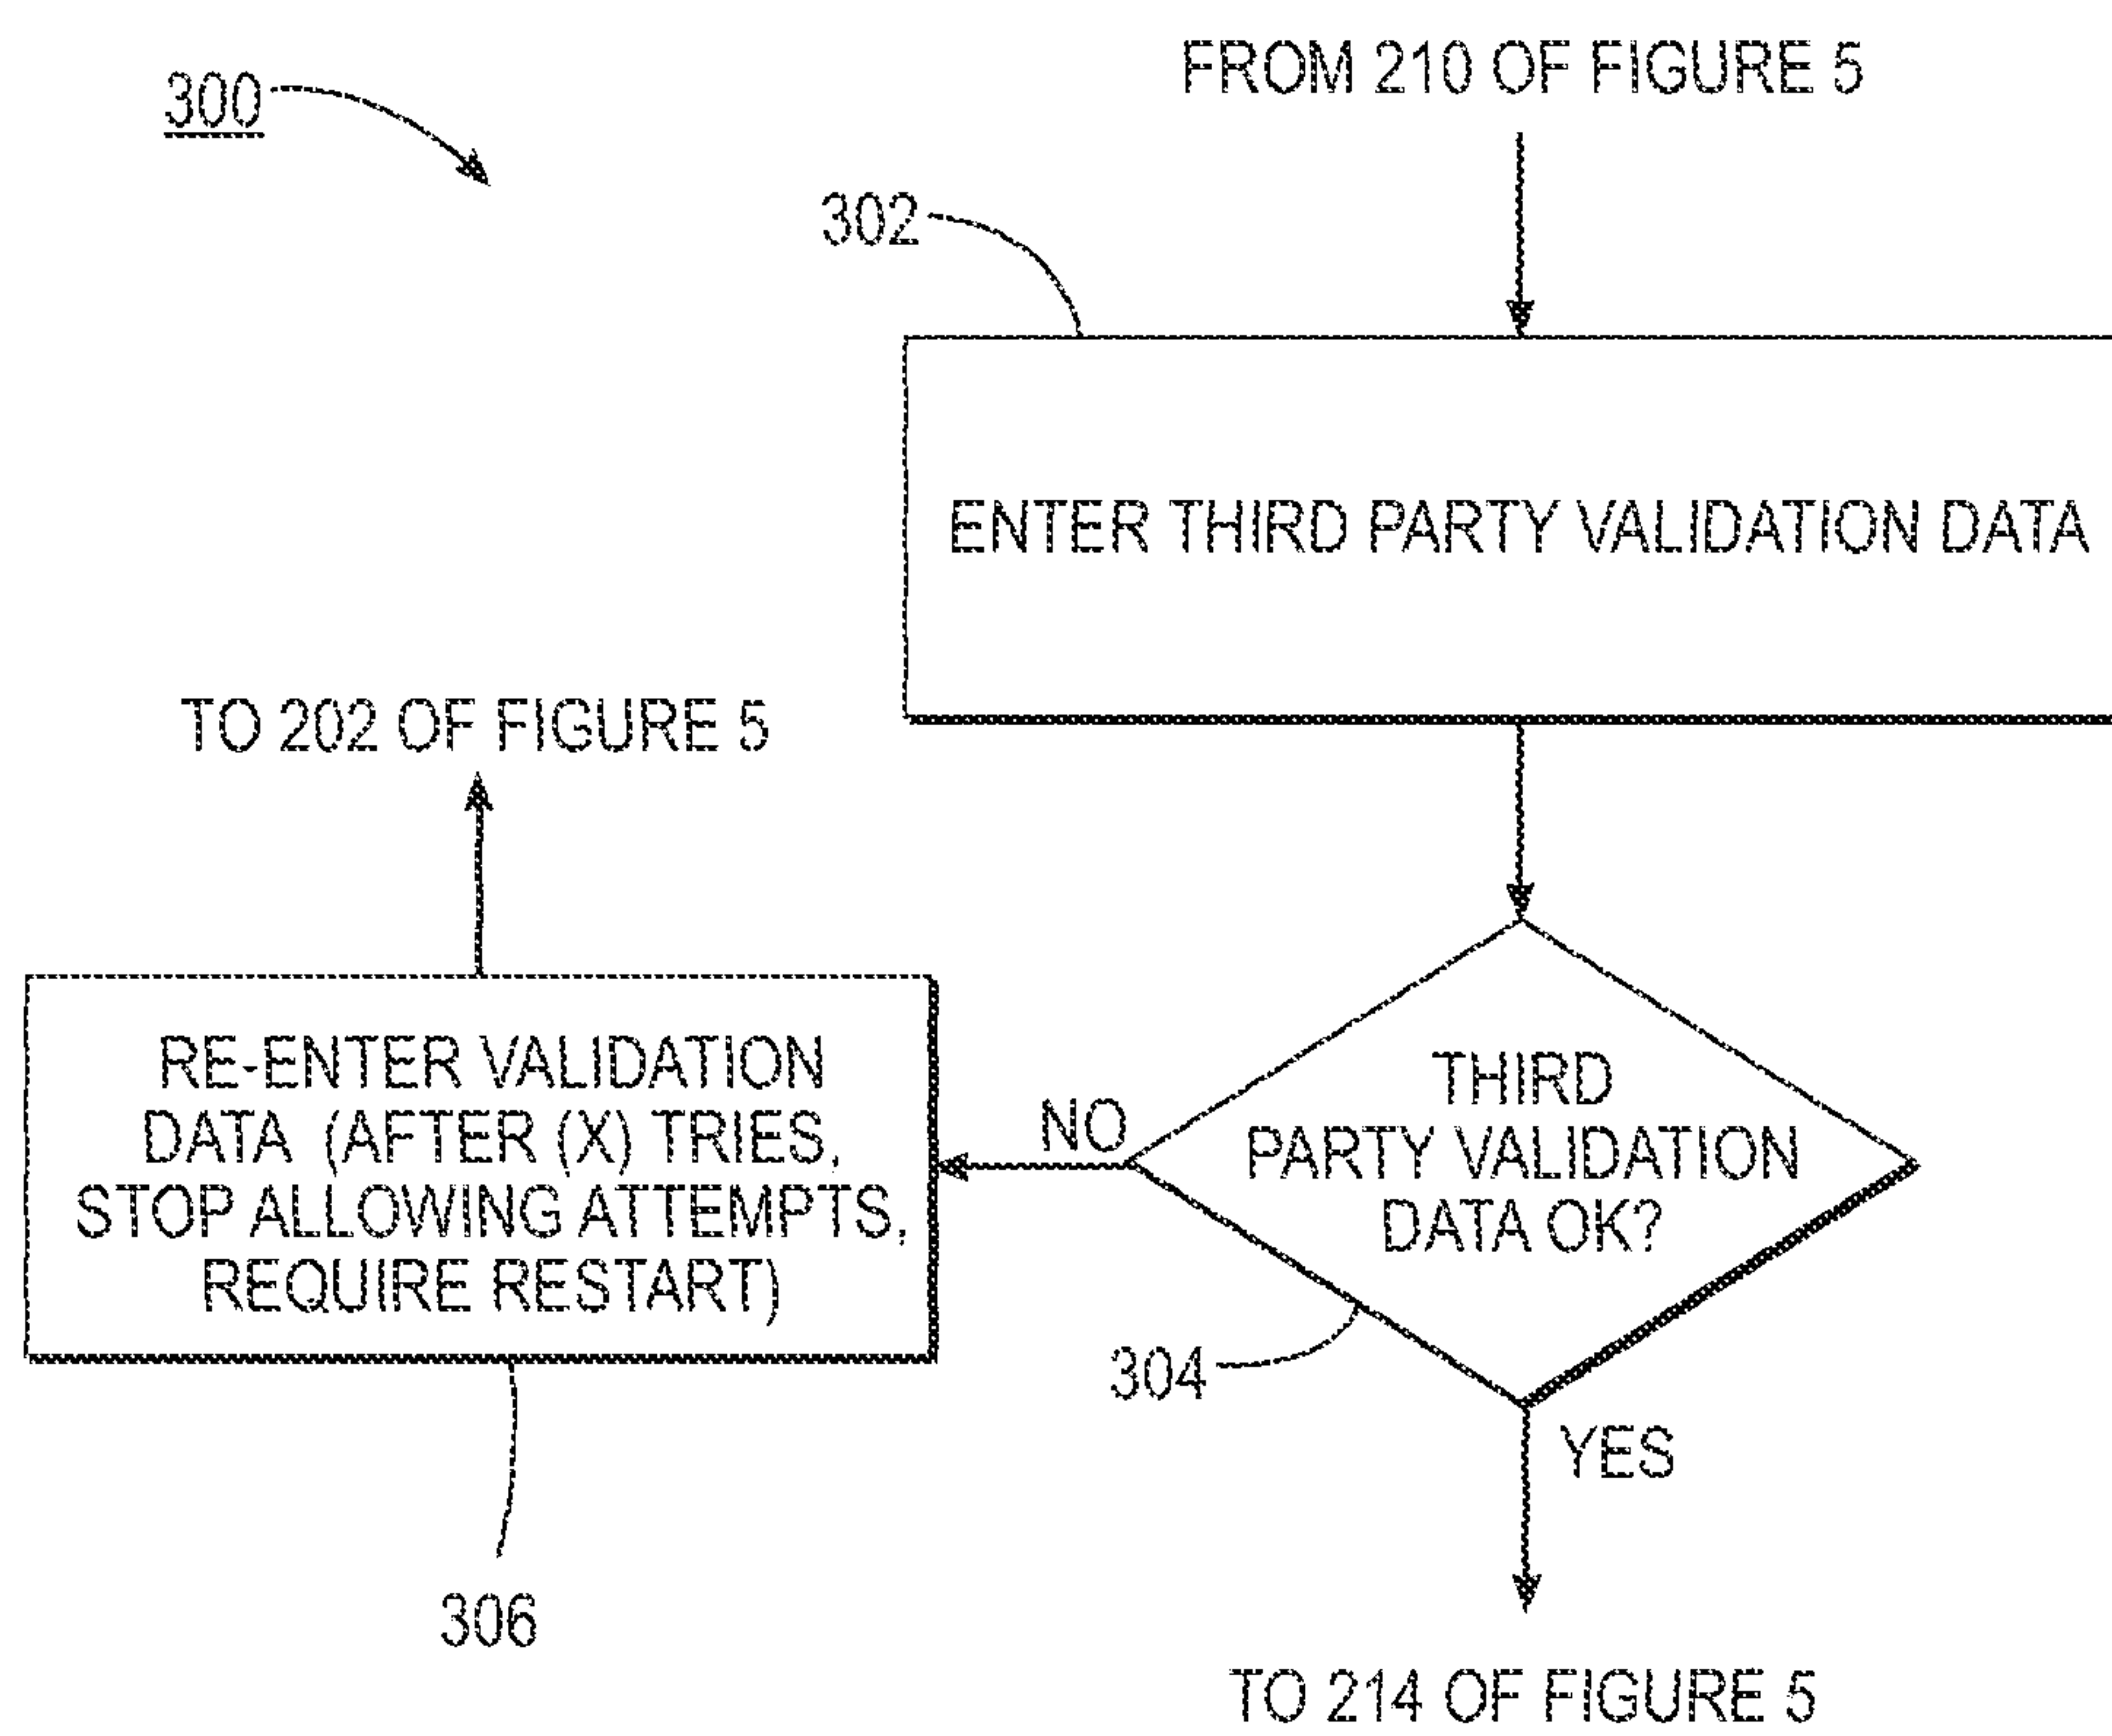 300
FROM 210 OF FIGURE 5
302
ENTER THIRD PARTY VALIDATION DATA
TO 202 OF FIGURE 5
RE-ENTER VALIDATION
DATA (AFTER (X) TRIES,
STOP ALLOWING ATTEMPTS,
REQUIRE RESTART)
NO
THIRD
PARTY VALIDATION
DATA OK?
304
YES
306
TO 214 OF FIGURE 5